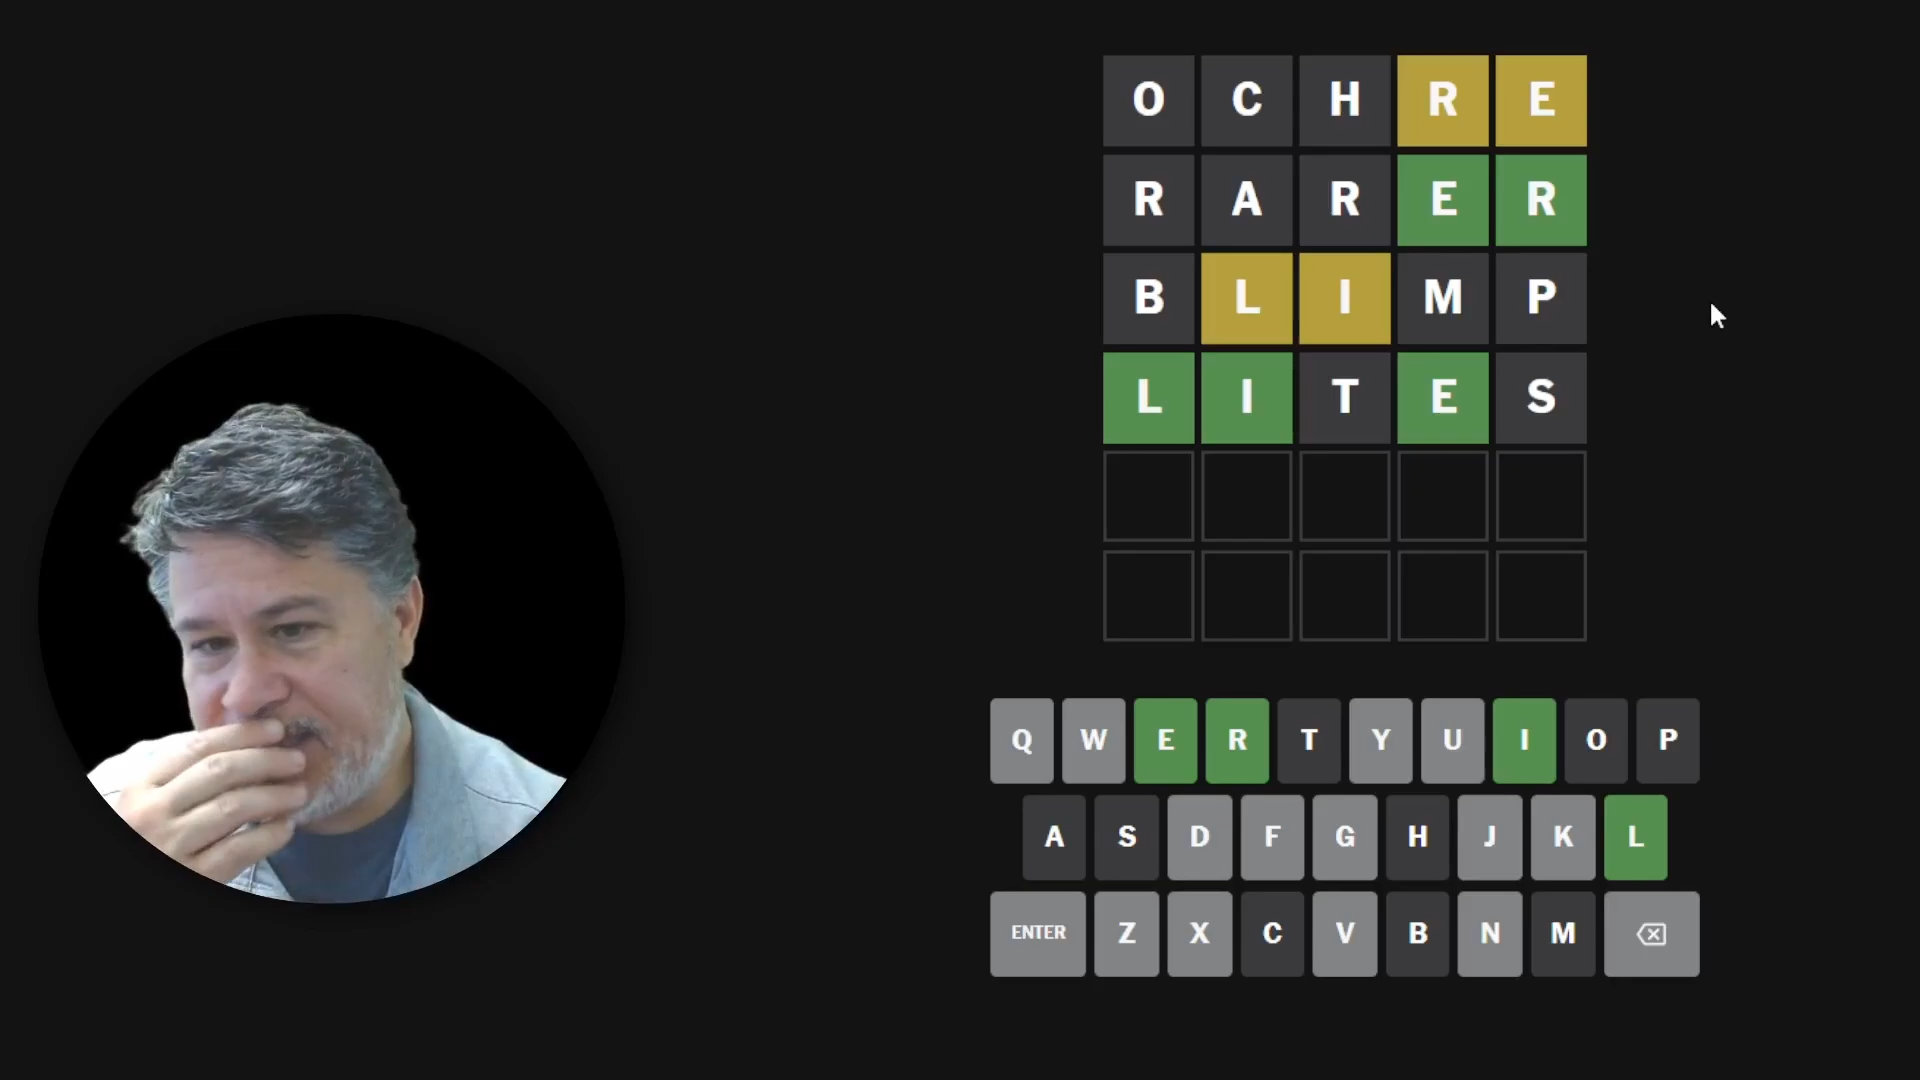 OCHRE
RARER
BLIMP
LITES
QWERTYUIOP
ASDFGHJKL
ENTER ZXCVBNM